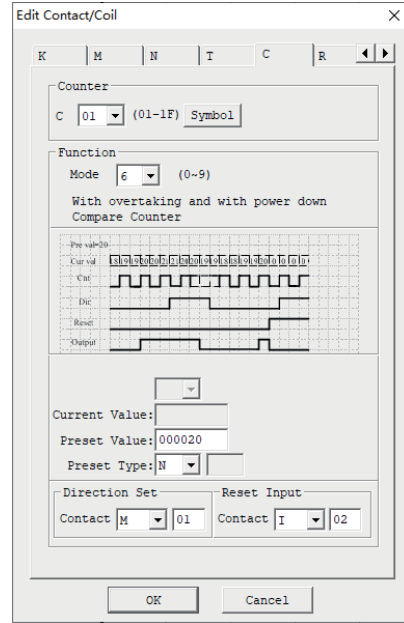 Edit Contact/Coil
K M N T C R
Counter
C 01 (01-1F) Symbol
Function
Mode 6 (0~9)
With overtaking and with power down
Compare Counter
Pre val=20
Cur val
Cnt
Dir
Reset
Output
Current Value:
Preset Value: 000020
Preset Type: N
Direction Set Reset Input
Contact M 01 Contact I 02
OK Cancel